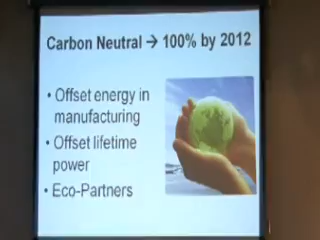 Carbon Neutral → 100% by 2012
• Offset energy in
manufacturing
• Offset lifetime
power
• Eco-Partners